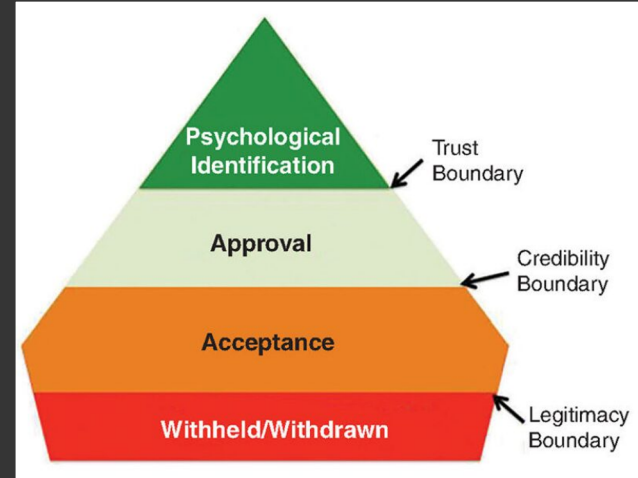 Psychological
Identification
Trust
Boundary
Approval
Credibility
Boundary
Acceptance
Withheld/Withdrawn
Legitimacy
Boundary